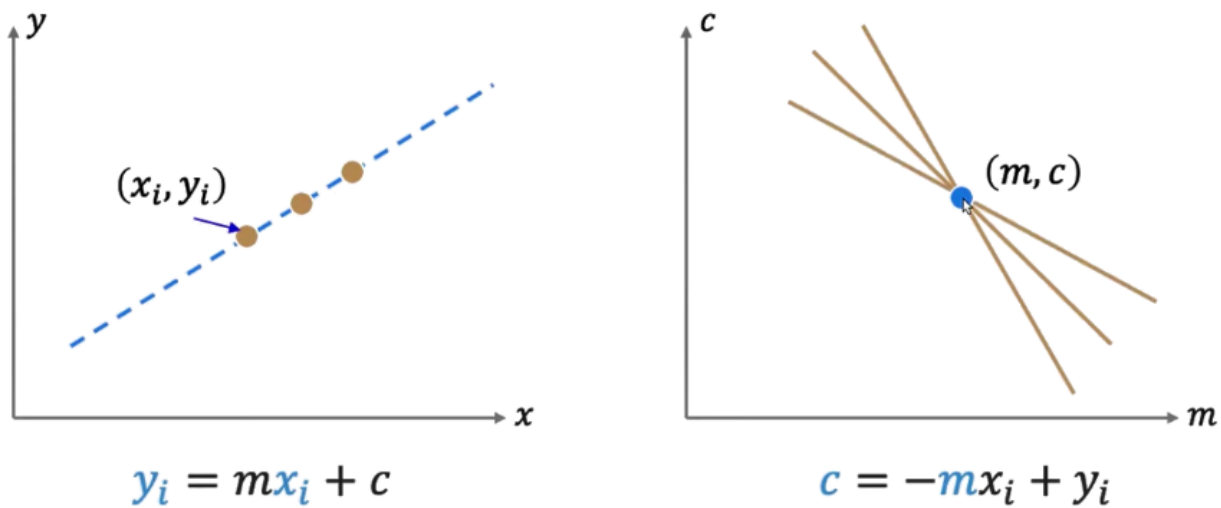 y
c
(xᵢ, yᵢ)
(m, c)
x
m
yᵢ = mxᵢ + c
c = −mxᵢ + yᵢ